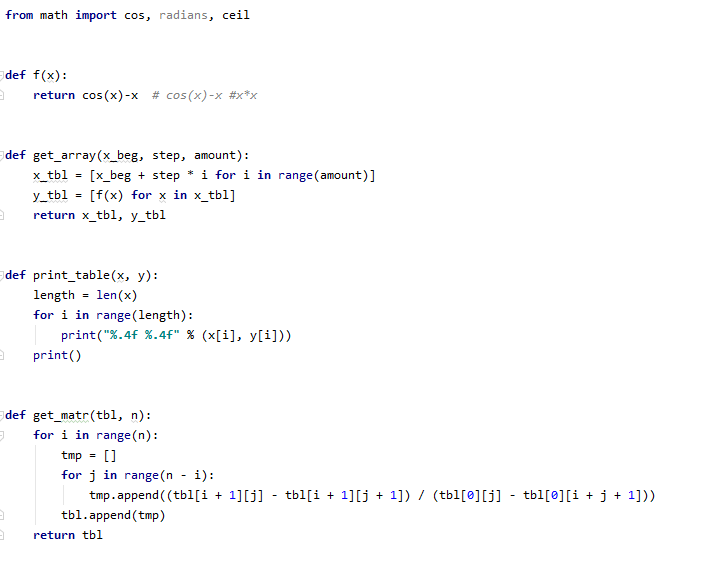 from math import cos, radians, ceil
def f(x):
    return cos(x)-x  # cos(x)-x #x*x
def get_array(x_beg, step, amount):
    x_tbl = [x_beg + step * i for i in range(amount)]
    y_tbl = [f(x) for x in x_tbl]
    return x_tbl, y_tbl
def print_table(x, y):
    length = len(x)
    for i in range(length):
        print("%.4f %.4f" % (x[i], y[i]))
    print()
def get_matr(tbl, n):
    for i in range(n):
        tmp = []
        for j in range(n - i):
            tmp.append((tbl[i + 1][j] - tbl[i + 1][j + 1]) / (tbl[0][j] - tbl[0][i + j + 1]))
        tbl.append(tmp)
    return tbl